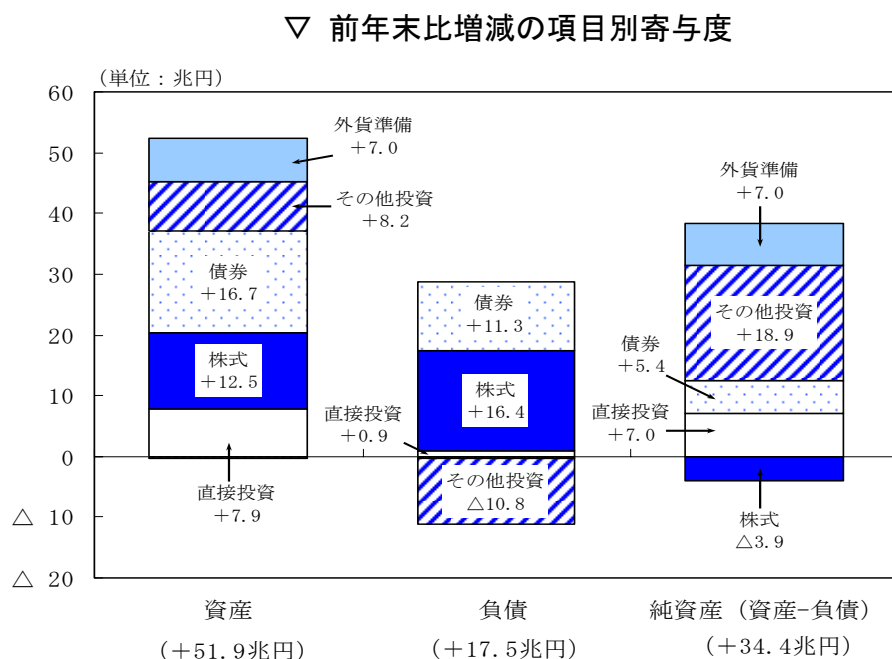 ▽ 前年末比増減の項目別寄与度
（単位：兆円）
60
50
40
30
20
10
0
△ 10
△ 20
外貨準備
＋7.0
その他投資
＋8.2
債券
＋16.7
株式
＋12.5
直接投資
＋7.9
債券
＋11.3
株式
＋16.4
直接投資
＋0.9
その他投資
△10.8
外貨準備
＋7.0
その他投資
＋18.9
債券
＋5.4
直接投資
＋7.0
株式
△3.9
資産
（＋51.9兆円）
負債
（＋17.5兆円）
純資産（資産−負債）
（＋34.4兆円）